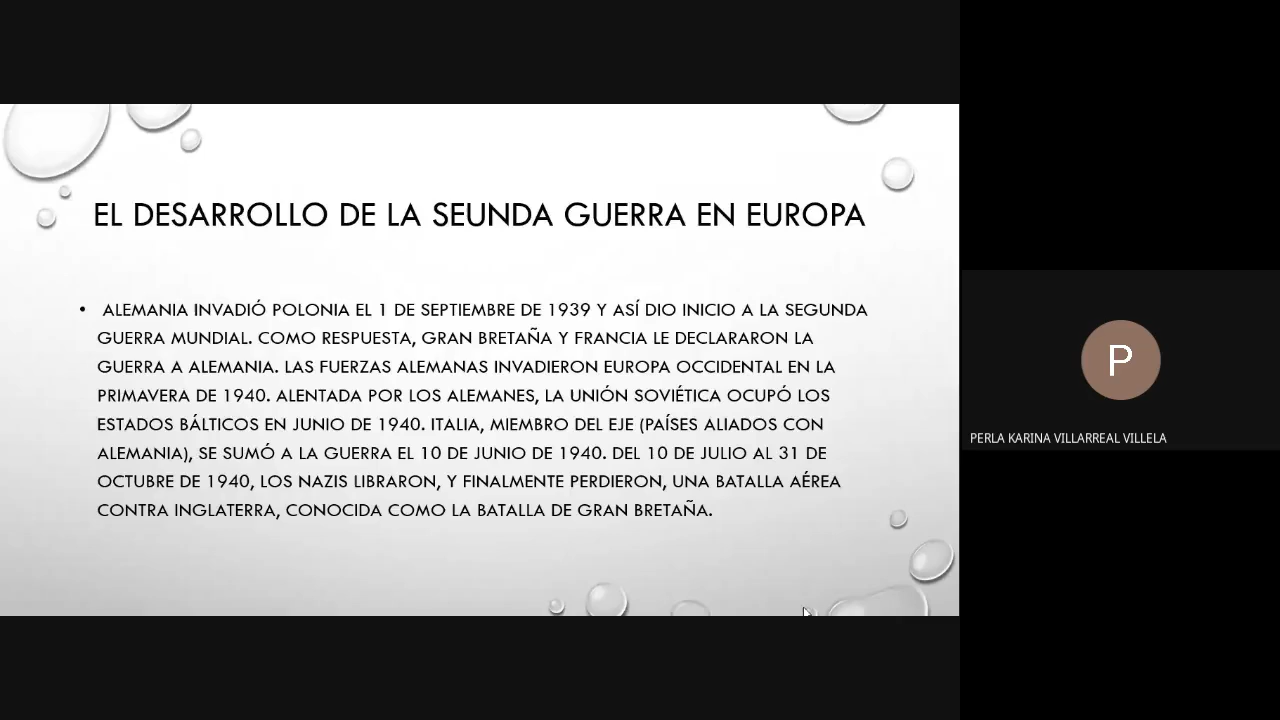 EL DESARROLLO DE LA SEUNDA GUERRA EN EUROPA
• ALEMANIA INVADIÓ POLONIA EL 1 DE SEPTIEMBRE DE 1939 Y ASÍ DIO INICIO A LA SEGUNDA
GUERRA MUNDIAL. COMO RESPUESTA, GRAN BRETAÑA Y FRANCIA LE DECLARARON LA
GUERRA A ALEMANIA. LAS FUERZAS ALEMANAS INVADIERON EUROPA OCCIDENTAL EN LA
PRIMAVERA DE 1940. ALENTADA POR LOS ALEMANES, LA UNIÓN SOVIÉTICA OCUPÓ LOS
ESTADOS BÁLTICOS EN JUNIO DE 1940. ITALIA, MIEMBRO DEL EJE (PAÍSES ALIADOS CON
ALEMANIA), SE SUMÓ A LA GUERRA EL 10 DE JUNIO DE 1940. DEL 10 DE JULIO AL 31 DE
OCTUBRE DE 1940, LOS NAZIS LIBRARON, Y FINALMENTE PERDIERON, UNA BATALLA AÉREA
CONTRA INGLATERRA, CONOCIDA COMO LA BATALLA DE GRAN BRETAÑA.
P
PERLA KARINA VILLARREAL VILLELA